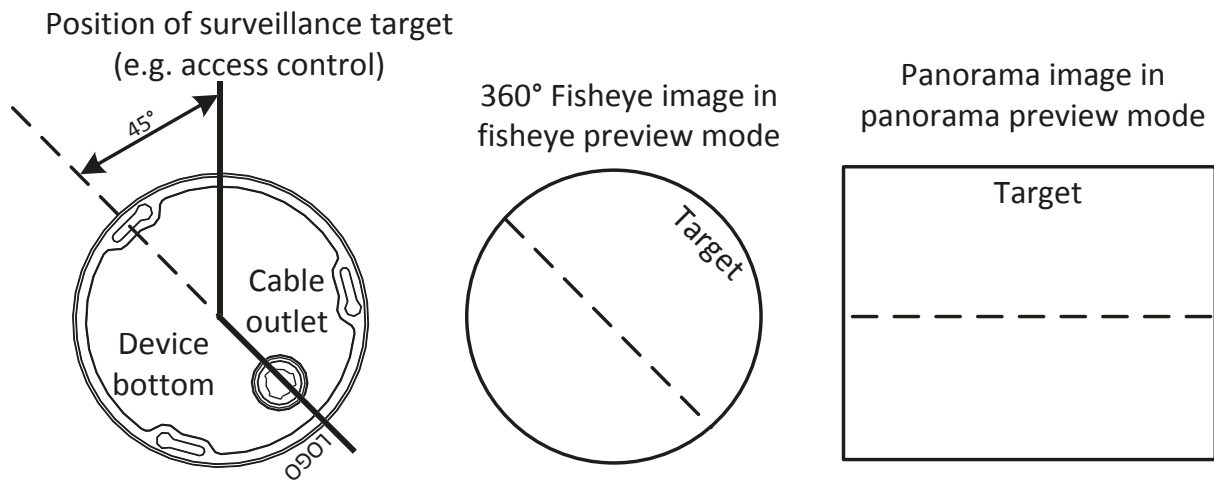 Position of surveillance target
(e.g. access control)
45°
Cable
outlet
Device
bottom
LOGO
360° Fisheye image in
fisheye preview mode
Target
Panorama image in
panorama preview mode
Target